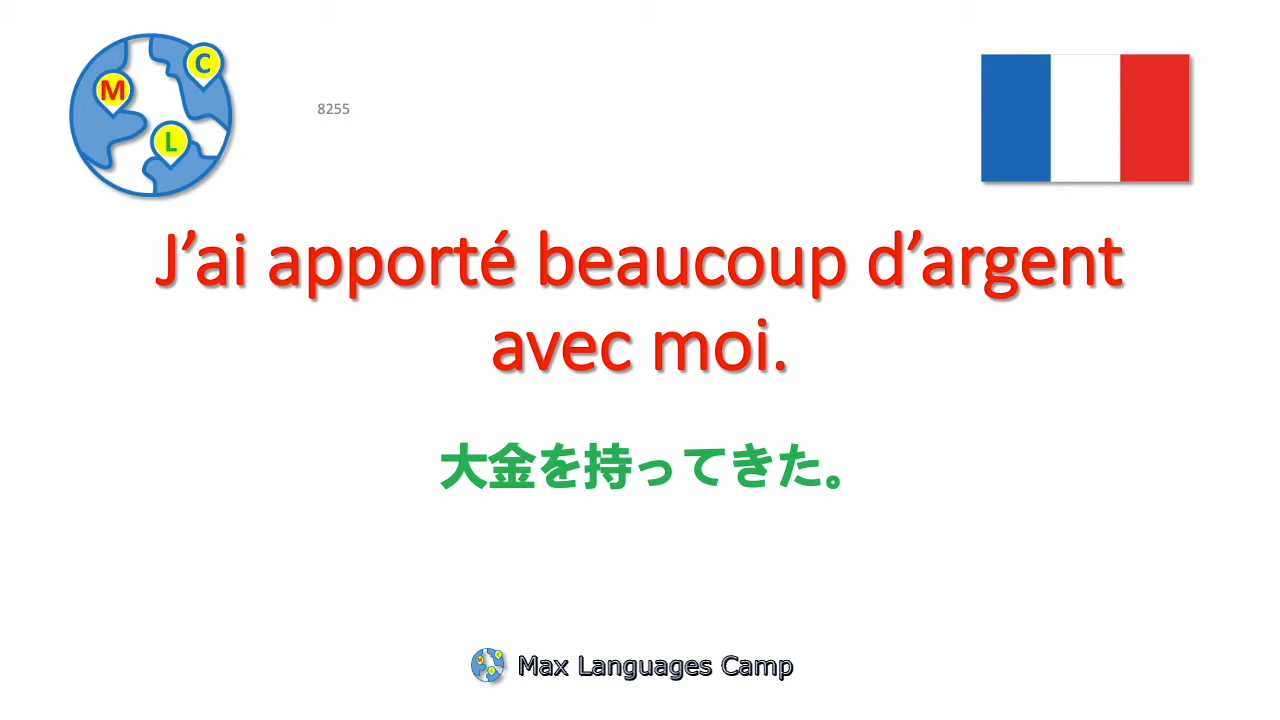 C
M
L
8255
J’ai apporté beaucoup d’argent
avec moi.
大金を持ってきた。
Max Languages Camp